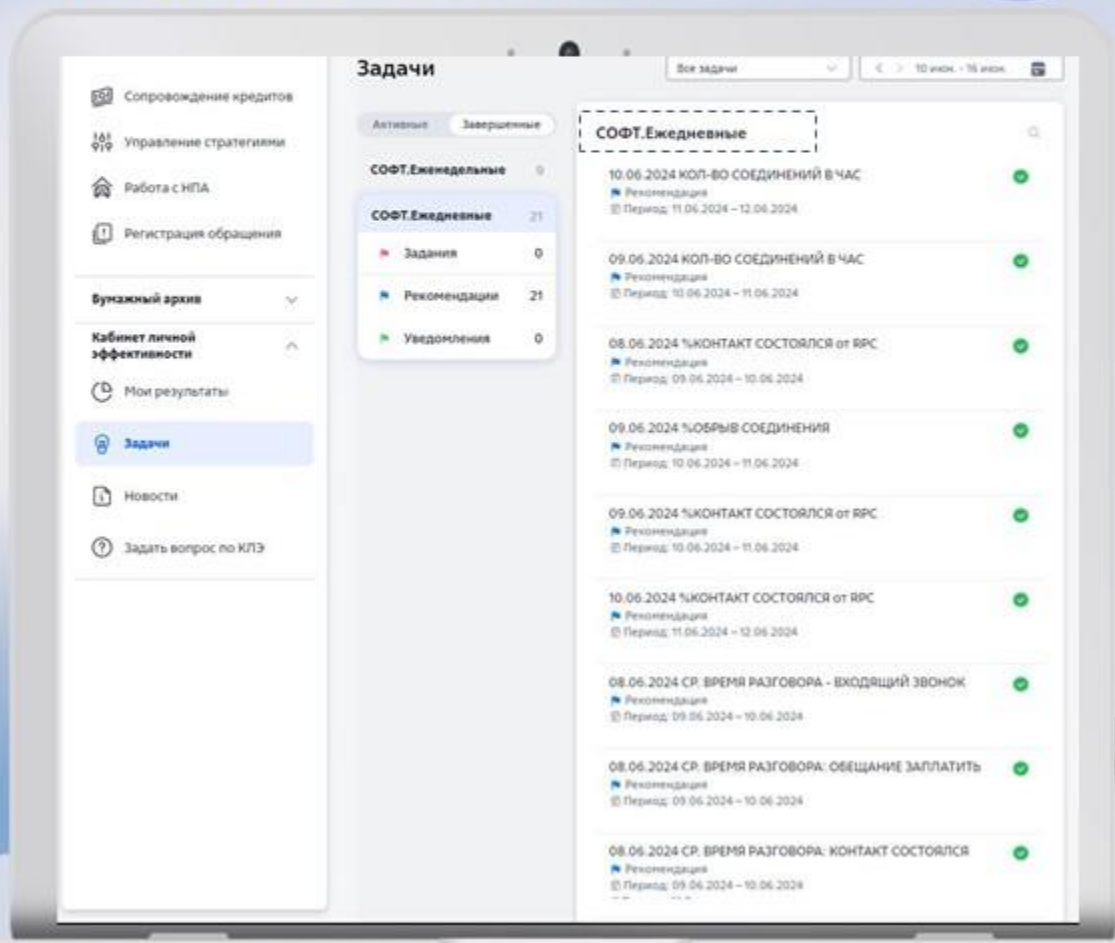 Сопровождение кредитов
Управление стратегиями
Работа с НПА
Регистрация обращения
Бумажный архив
Кабинет личной
эффективности
Мои результаты
Задачи
Новости
Задать вопрос по КЛЭ
Задачи
Все задачи
10 июн. - 16 июн.
Активные
Завершенные
СОФТ.Еженедельные 0
СОФТ.Ежедневные 21
Задания 0
Рекомендации 21
Уведомления 0
СОФТ.Ежедневные
10.06.2024 КОЛ-ВО СОЕДИНЕНИЙ В ЧАС
Рекомендация
Период: 11.06.2024 – 12.06.2024
09.06.2024 КОЛ-ВО СОЕДИНЕНИЙ В ЧАС
Рекомендация
Период: 10.06.2024 – 11.06.2024
08.06.2024 %КОНТАКТ СОСТОЯЛСЯ от RPC
Рекомендация
Период: 09.06.2024 – 10.06.2024
09.06.2024 %ОБРЫВ СОЕДИНЕНИЯ
Рекомендация
Период: 10.06.2024 – 11.06.2024
09.06.2024 %КОНТАКТ СОСТОЯЛСЯ от RPC
Рекомендация
Период: 10.06.2024 – 11.06.2024
10.06.2024 %КОНТАКТ СОСТОЯЛСЯ от RPC
Рекомендация
Период: 11.06.2024 – 12.06.2024
08.06.2024 СР. ВРЕМЯ РАЗГОВОРА - ВХОДЯЩИЙ ЗВОНОК
Рекомендация
Период: 09.06.2024 – 10.06.2024
08.06.2024 СР. ВРЕМЯ РАЗГОВОРА: ОБЕЩАНИЕ ЗАПЛАТИТЬ
Рекомендация
Период: 09.06.2024 – 10.06.2024
08.06.2024 СР. ВРЕМЯ РАЗГОВОРА: КОНТАКТ СОСТОЯЛСЯ
Рекомендация
Период: 09.06.2024 – 10.06.2024